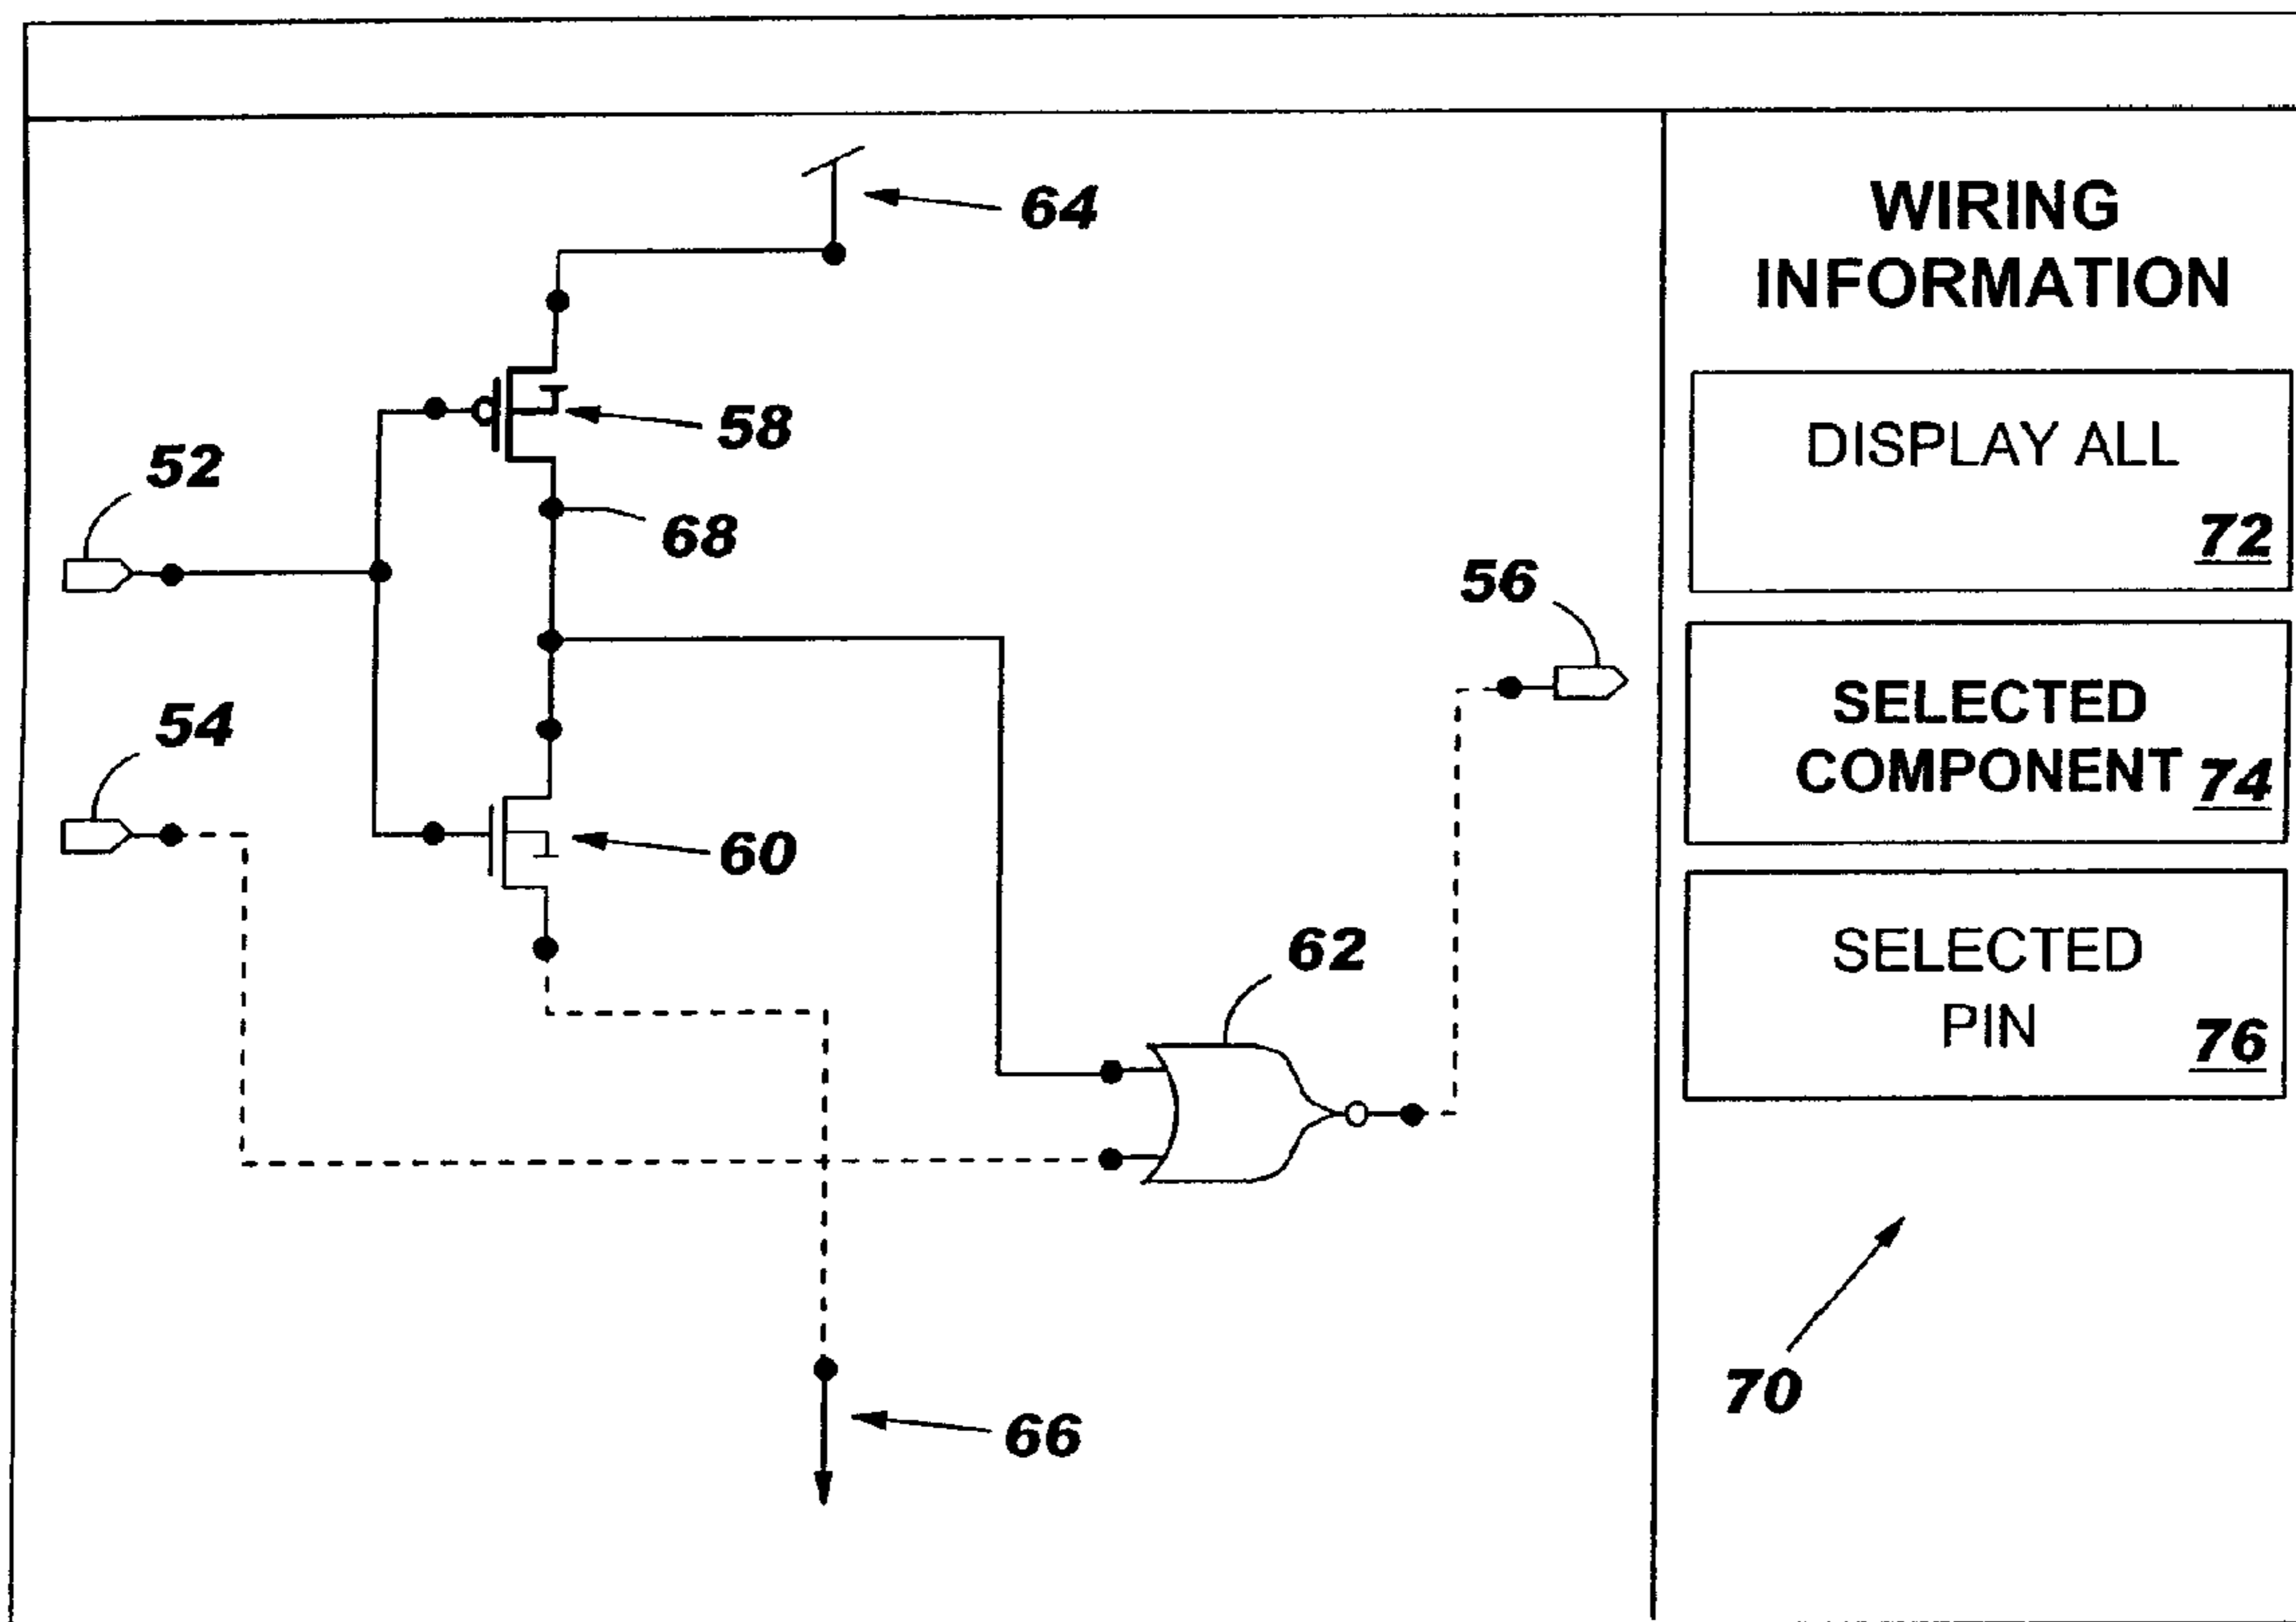 64
58
52
68
56
54
60
62
66
WIRING
INFORMATION
DISPLAY ALL
72
SELECTED
COMPONENT 74
SELECTED
PIN
76
70